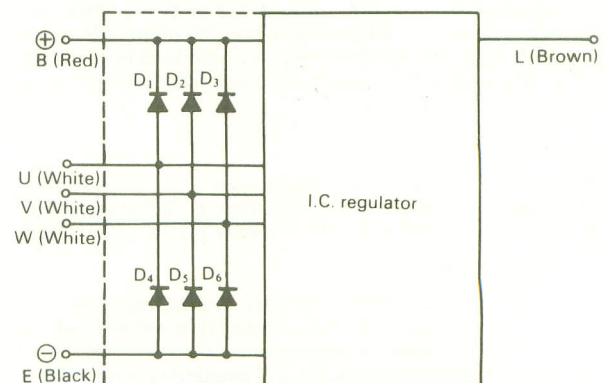 ⊕
B (Red)
L (Brown)
D₁ D₂ D₃
U (White)
V (White)
W (White)
I.C. regulator
D₄ D₅ D₆
⊖
E (Black)